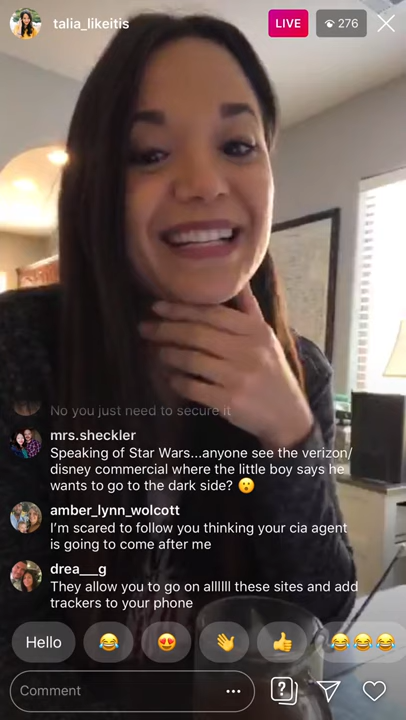 talia_likeitis
LIVE
276
No you just need to secure it
mrs.sheckler
Speaking of Star Wars...anyone see the verizon/
disney commercial where the little boy says he
wants to go to the dark side? 😮
amber_lynn_wolcott
I'm scared to follow you thinking your cia agent
is going to come after me
drea___g
They allow you to go on allllll these sites and add
trackers to your phone
Hello 😂 😍 👋 👍 😂😂😂
Comment ... ?